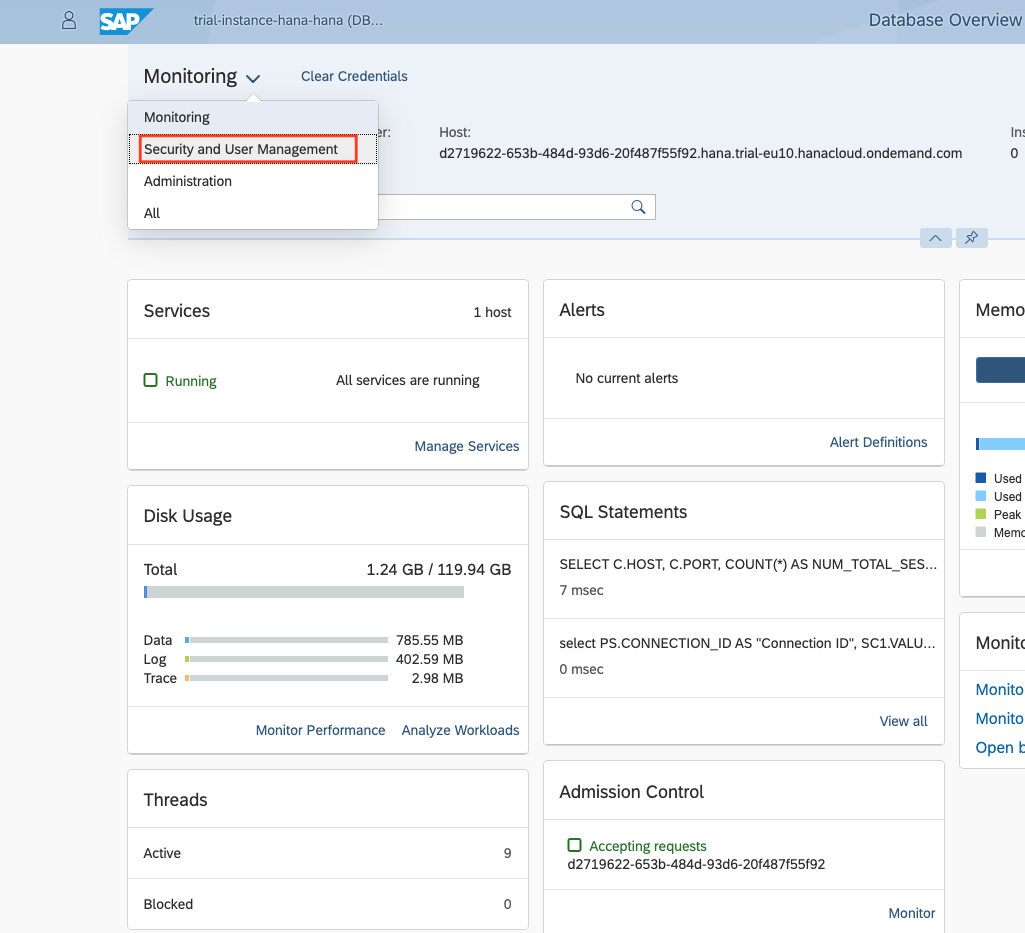 SAP
trial-instance-hana-hana (DB...
Database Overview
Monitoring
Clear Credentials
Monitoring
Security and User Management
Administration
All
er:
Host:
d2719622-653b-484d-93d6-20f487f55f92.hana.trial-eu10.hanacloud.ondemand.com
Ins
0
Services
1 host
Running
All services are running
Manage Services
Alerts
No current alerts
Alert Definitions
Memo
Used
Used
Peak
Memo
Disk Usage
Total
1.24 GB / 119.94 GB
Data
785.55 MB
Log
402.59 MB
Trace
2.98 MB
Monitor Performance
Analyze Workloads
SQL Statements
SELECT C.HOST, C.PORT, COUNT(*) AS NUM_TOTAL_SES...
7 msec
select PS.CONNECTION_ID AS "Connection ID", SC1.VALU...
0 msec
View all
Monito
Monito
Monito
Open b
Threads
Active
9
Blocked
0
Admission Control
Accepting requests
d2719622-653b-484d-93d6-20f487f55f92
Monitor